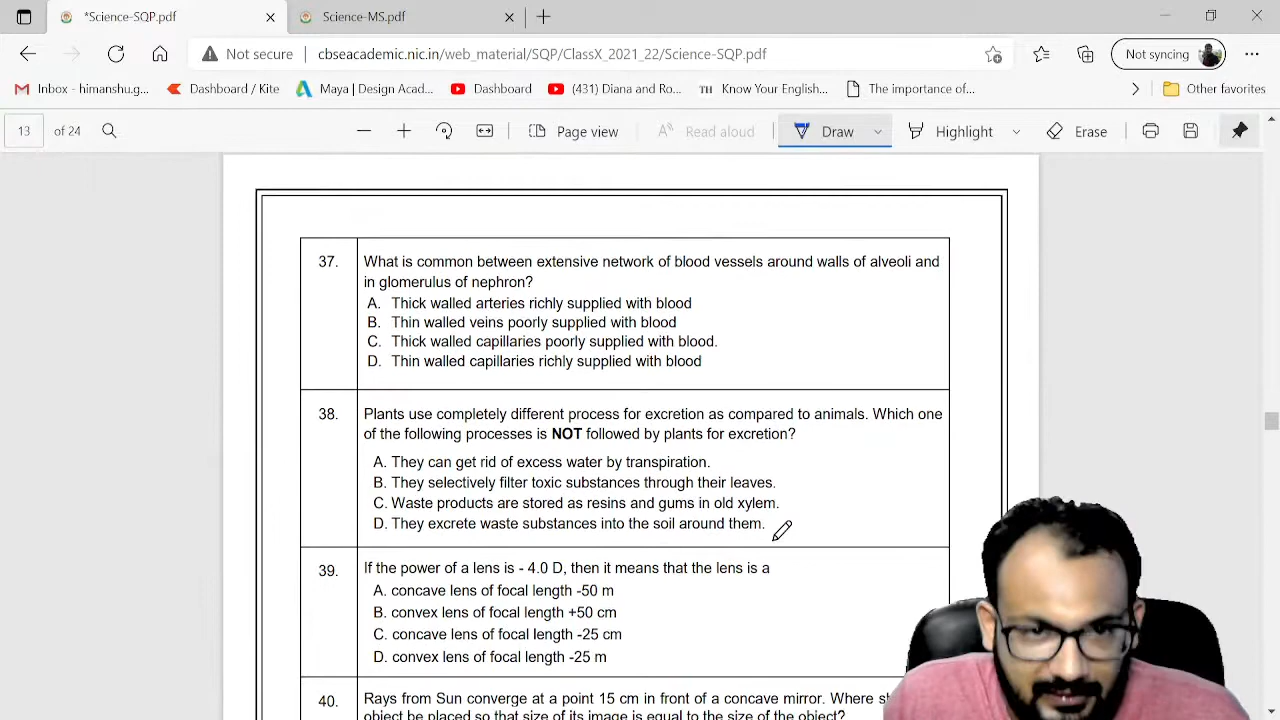 *Science-SQP.pdf
Science-MS.pdf
Not secure
cbseacademic.nic.in/web_material/SQP/ClassX_2021_22/Science-SQP.pdf
Not syncing
Inbox - himanshu.g...
Dashboard / Kite
Maya | Design Acad...
Dashboard
(431) Diana and Ro...
TH Know Your English...
The importance of...
Other favorites
13 of 24
Page view
Read aloud
Draw
Highlight
Erase
37. What is common between extensive network of blood vessels around walls of alveoli and
in glomerulus of nephron?
A. Thick walled arteries richly supplied with blood
B. Thin walled veins poorly supplied with blood
C. Thick walled capillaries poorly supplied with blood.
D. Thin walled capillaries richly supplied with blood
38. Plants use completely different process for excretion as compared to animals. Which one
of the following processes is NOT followed by plants for excretion?
A. They can get rid of excess water by transpiration.
B. They selectively filter toxic substances through their leaves.
C. Waste products are stored as resins and gums in old xylem.
D. They excrete waste substances into the soil around them.
39. If the power of a lens is - 4.0 D, then it means that the lens is a
A. concave lens of focal length -50 m
B. convex lens of focal length +50 cm
C. concave lens of focal length -25 cm
D. convex lens of focal length -25 m
40. Rays from Sun converge at a point 15 cm in front of a concave mirror. Where
object be placed so that size of its image is equal to the size of the object?